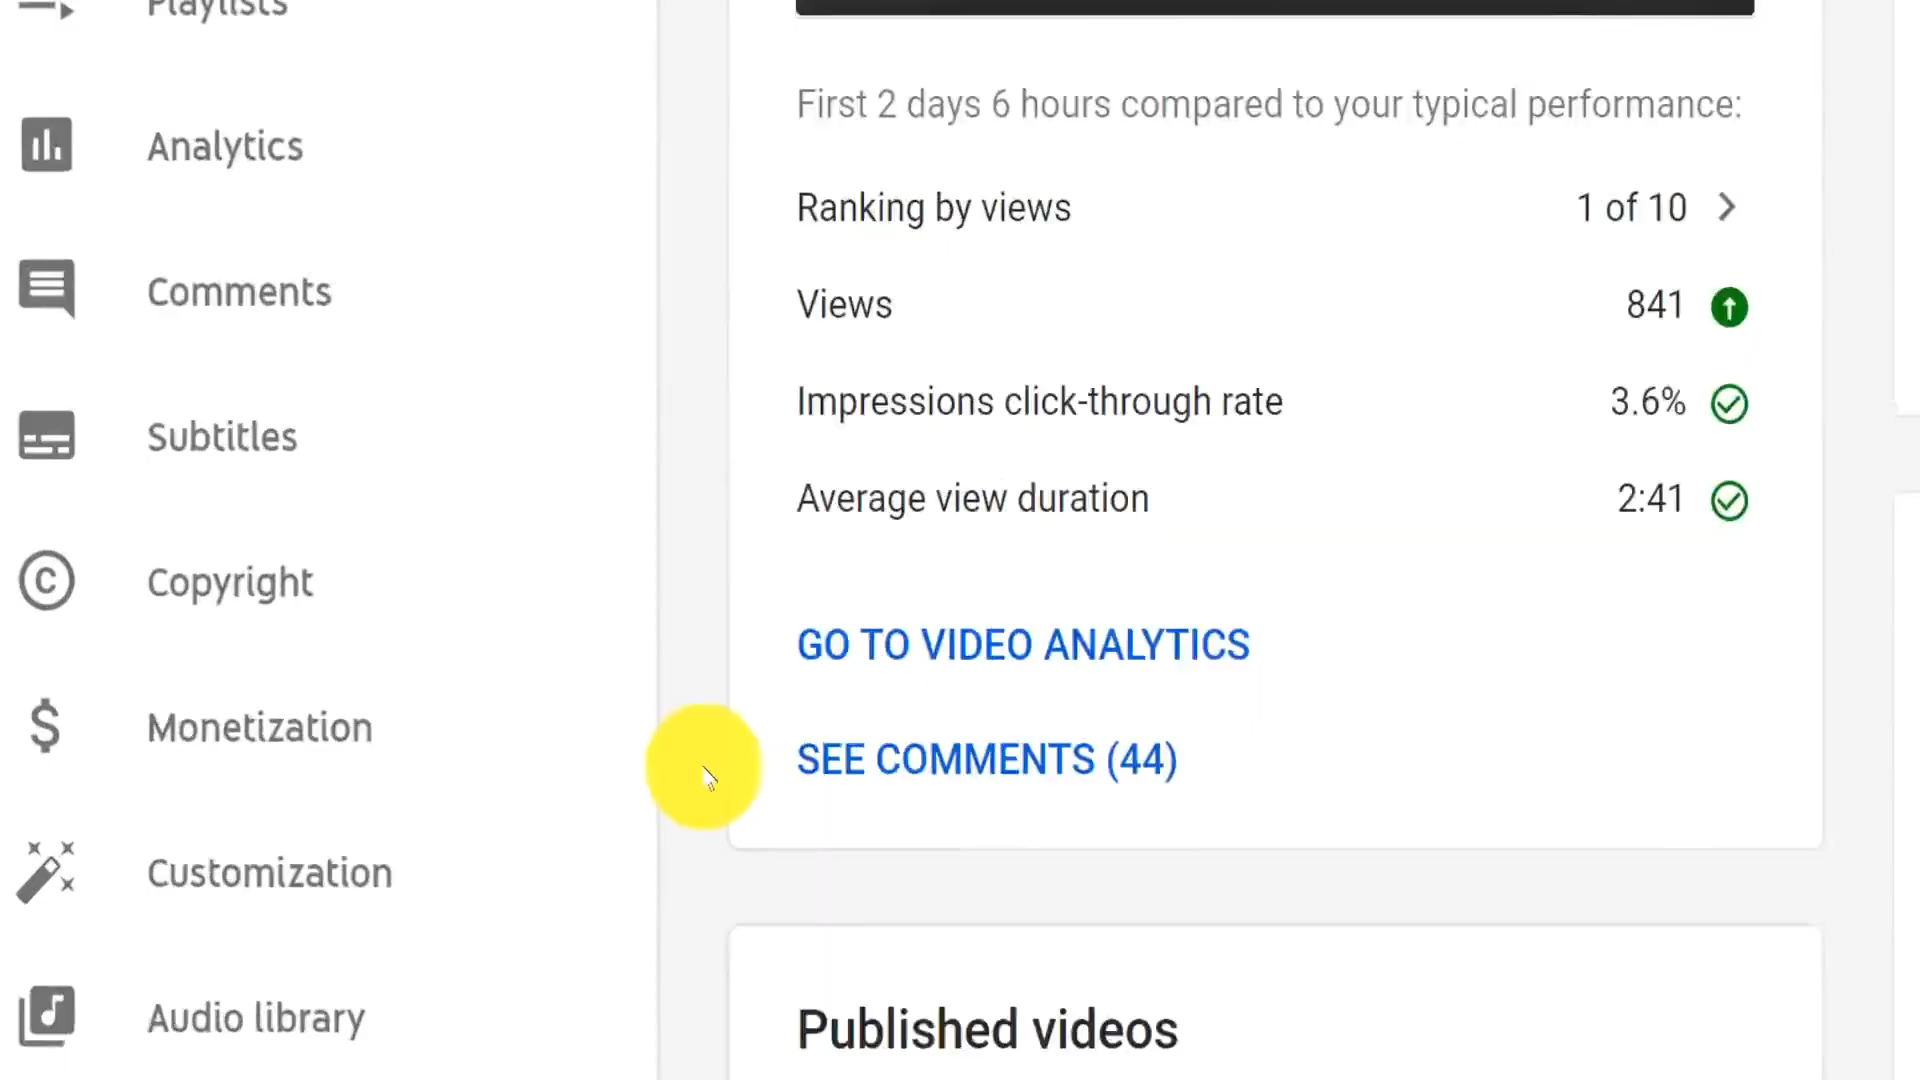 Playlists
Analytics
Comments
Subtitles
Copyright
Monetization
Customization
Audio library
First 2 days 6 hours compared to your typical performance:
Ranking by views 1 of 10
Views 841
Impressions click-through rate 3.6%
Average view duration 2:41
GO TO VIDEO ANALYTICS
SEE COMMENTS (44)
Published videos